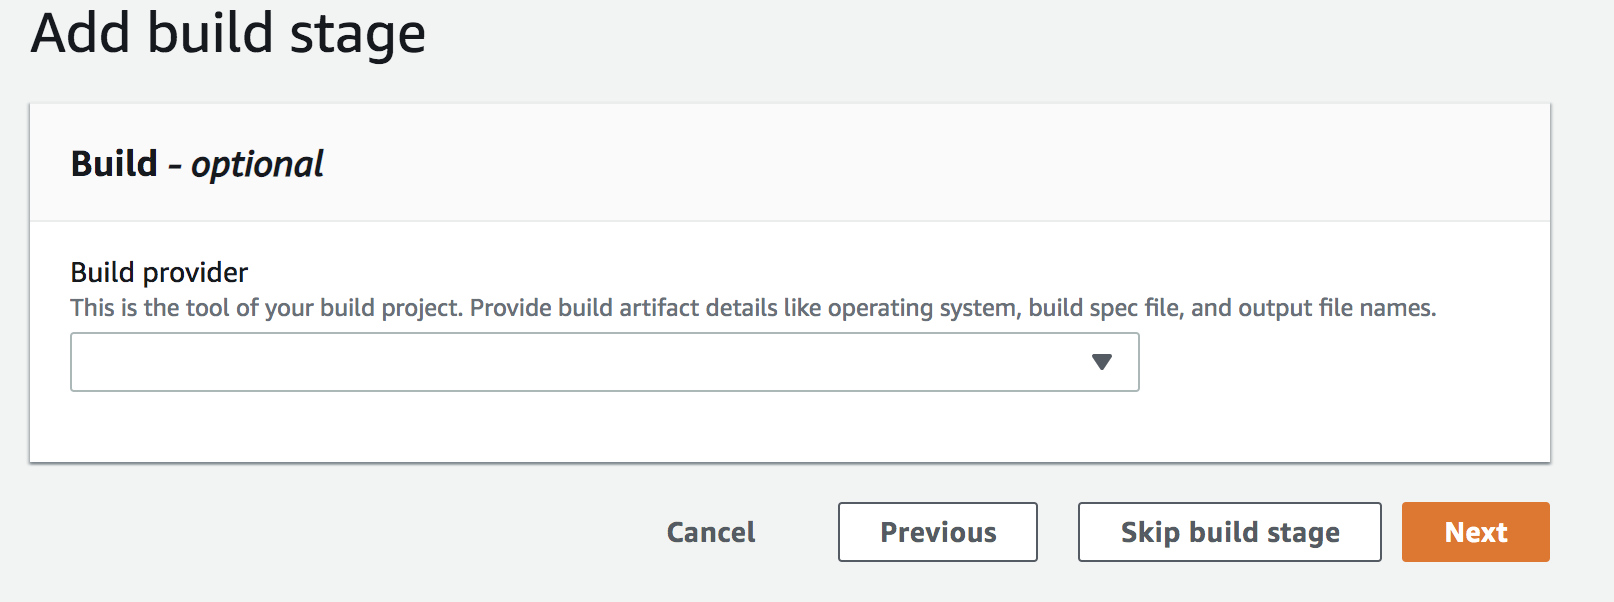 Add build stage
Build - optional
Build provider
This is the tool of your build project. Provide build artifact details like operating system, build spec file, and output file names.
Cancel
Previous
Skip build stage
Next